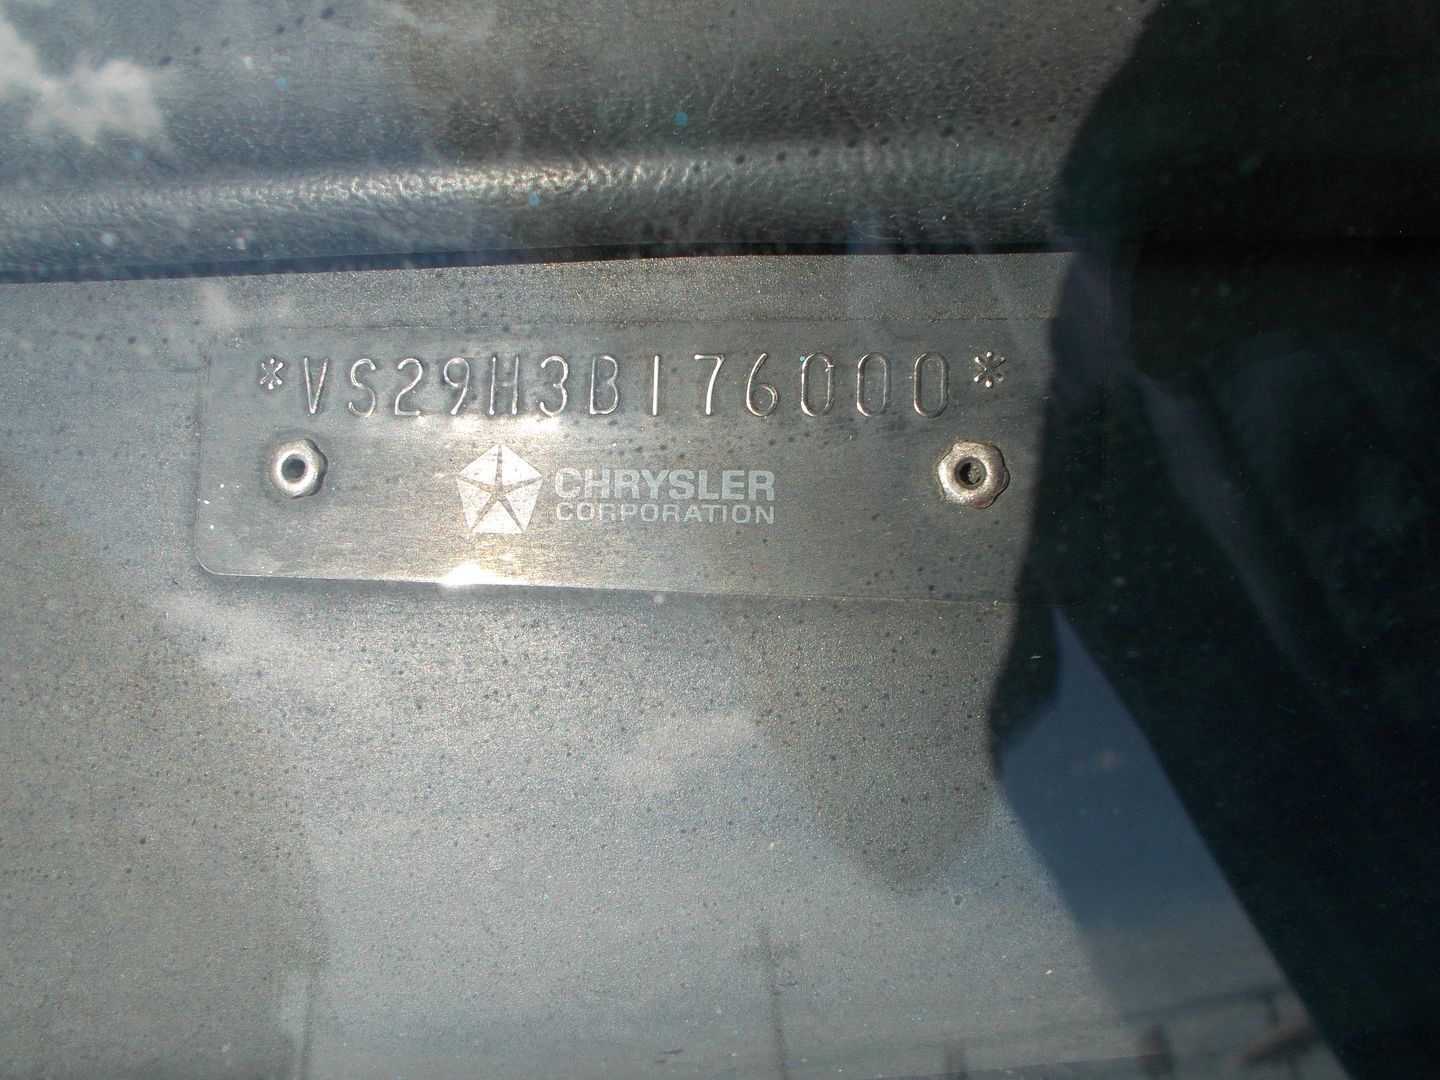 *VS29H3B176000*
CHRYSLER
CORPORATION